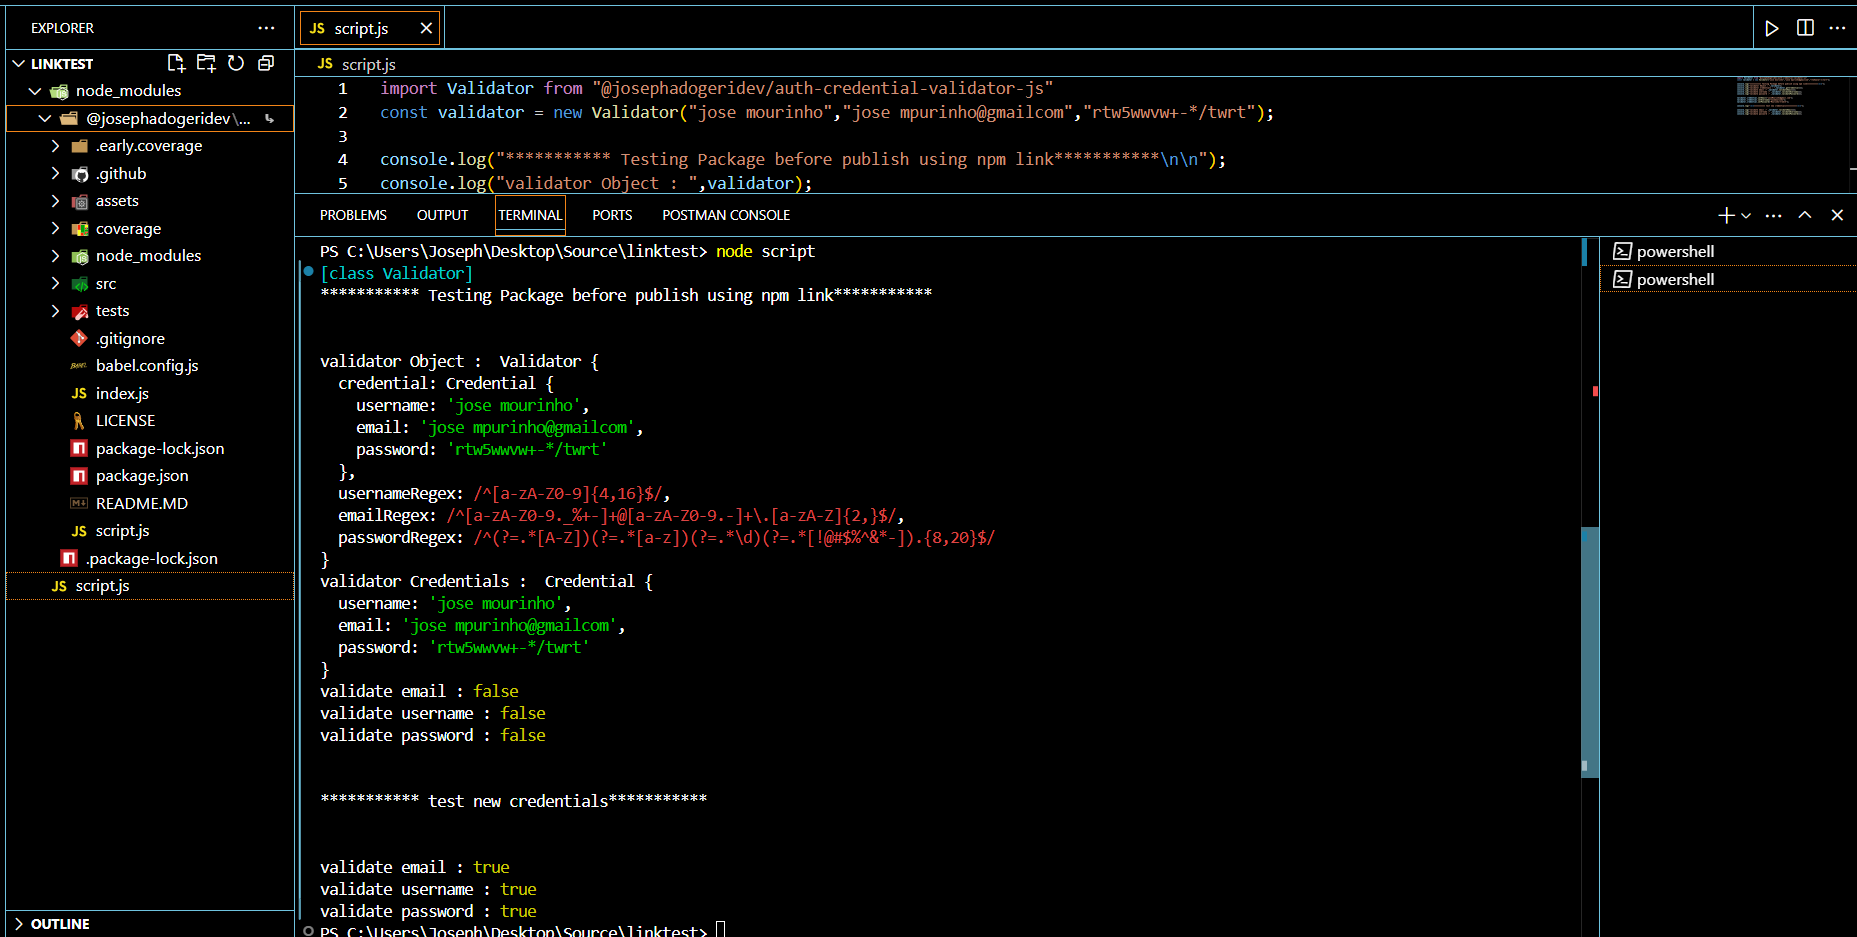 EXPLORER
LINKTEST
node_modules
@josephadogeridev\...
.early.coverage
.github
assets
coverage
node_modules
src
tests
.gitignore
babel.config.js
index.js
LICENSE
package-lock.json
package.json
README.MD
script.js
.package-lock.json
JS script.js
OUTLINE
JS script.js
JS script.js
1 import Validator from "@josephadogeridev/auth-credential-validator-js"
2 const validator = new Validator("jose mourinho","jose mpurinho@gmailcom","rtw5wwvw+-*/twrt");
3
4 console.log("*********** Testing Package before publish using npm link***********\n\n");
5 console.log("validator Object : ",validator);
PROBLEMS OUTPUT TERMINAL PORTS POSTMAN CONSOLE
PS C:\Users\Joseph\Desktop\Source\linktest> node script
[class Validator]
*********** Testing Package before publish using npm link***********
validator Object :  Validator {
credential: Credential {
username: 'jose mourinho',
email: 'jose mpurinho@gmailcom',
password: 'rtw5wwvw+-*/twrt'
},
usernameRegex: /^[a-zA-Z0-9]{4,16}$/,
emailRegex: /^[a-zA-Z0-9._%+-]+@[a-zA-Z0-9.-]+\.[a-zA-Z]{2,}$/,
passwordRegex: /^(?=.*[A-Z])(?=.*[a-z])(?=.*\d)(?=.*[!@#$%^&*-]).{8,20}$/
}
validator Credentials :  Credential {
username: 'jose mourinho',
email: 'jose mpurinho@gmailcom',
password: 'rtw5wwvw+-*/twrt'
}
validate email : false
validate username : false
validate password : false
*********** test new credentials***********
validate email : true
validate username : true
validate password : true
PS C:\Users\Joseph\Desktop\Source\linktest>
powershell
powershell